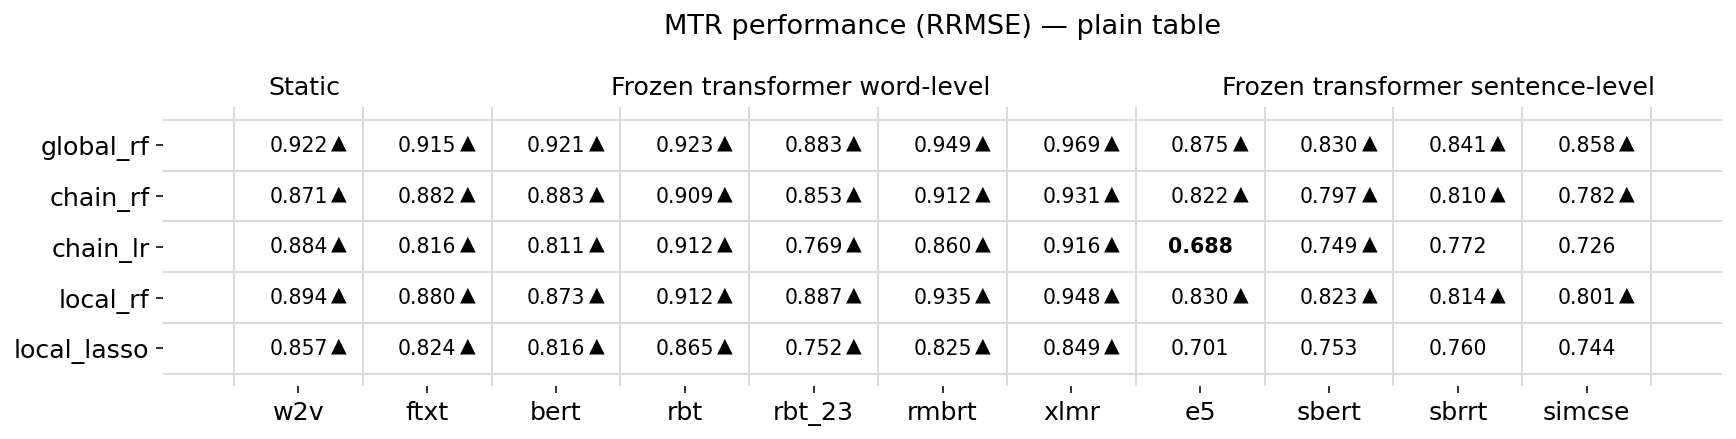 MTR performance (RRMSE) — plain table
Static Frozen transformer word-level Frozen transformer sentence-level
global_rf 0.922 ▲ 0.915 ▲ 0.921 ▲ 0.923 ▲ 0.883 ▲ 0.949 ▲ 0.969 ▲ 0.875 ▲ 0.830 ▲ 0.841 ▲ 0.858 ▲
chain_rf 0.871 ▲ 0.882 ▲ 0.883 ▲ 0.909 ▲ 0.853 ▲ 0.912 ▲ 0.931 ▲ 0.822 ▲ 0.797 ▲ 0.810 ▲ 0.782 ▲
chain_lr 0.884 ▲ 0.816 ▲ 0.811 ▲ 0.912 ▲ 0.769 ▲ 0.860 ▲ 0.916 ▲ 0.688 0.749 ▲ 0.772 0.726
local_rf 0.894 ▲ 0.880 ▲ 0.873 ▲ 0.912 ▲ 0.887 ▲ 0.935 ▲ 0.948 ▲ 0.830 ▲ 0.823 ▲ 0.814 ▲ 0.801 ▲
local_lasso 0.857 ▲ 0.824 ▲ 0.816 ▲ 0.865 ▲ 0.752 ▲ 0.825 ▲ 0.849 ▲ 0.701 0.753 0.760 0.744
w2v ftxt bert rbt rbt_23 rmbrt xlmr e5 sbert sbrrt simcse